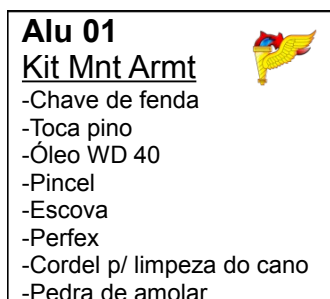 Alu 01
Kit Mnt Armt
-Chave de fenda
-Toca pino
-Óleo WD 40
-Pincel
-Escova
-Perfex
-Cordel p/ limpeza do cano
-Pedra de amolar